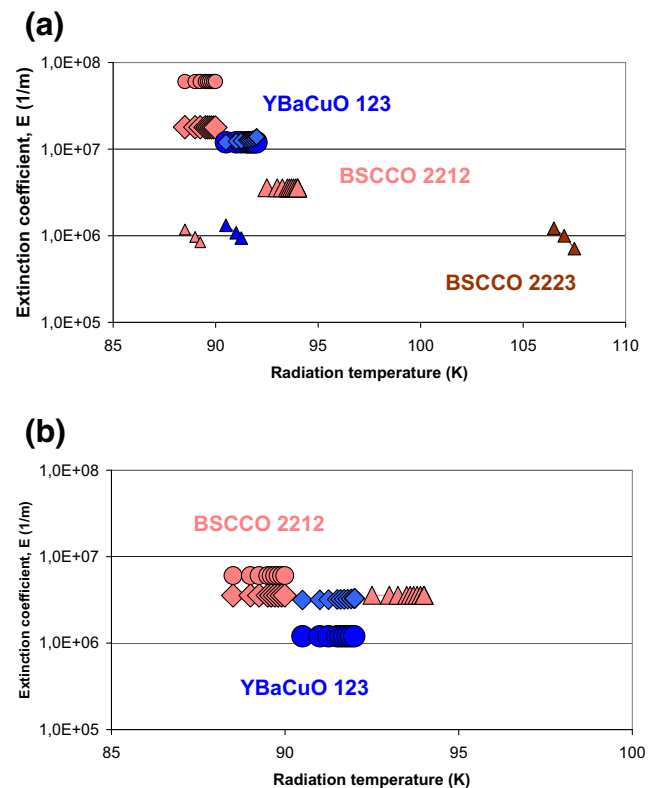 (a)
Extinction coefficient, E (1/m)
1,0E+08
1,0E+07
1,0E+06
1,0E+05
YBaCuO 123
BSCCO 2212
BSCCO 2223
85
90
95
100
105
110
Radiation temperature (K)
(b)
Extinction coefficient, E (1/m)
1,0E+08
1,0E+07
1,0E+06
1,0E+05
BSCCO 2212
YBaCuO 123
85
90
95
100
Radiation temperature (K)